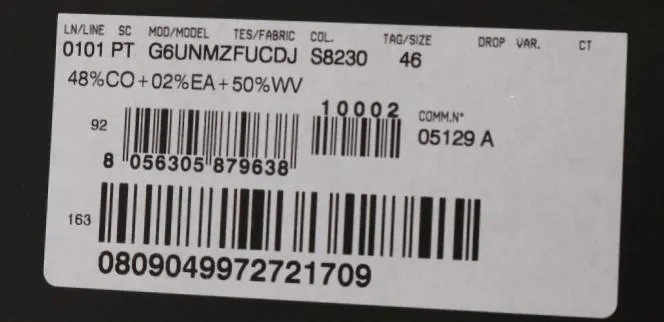 LN/LINE SC MOD/MODEL TES/FABRIC COL. TAG/SIZE DROP VAR. CT
0101 PT G6UNMZFUCDJ S8230 46
48%CO+02%EA+50%WV
10002
COMM.N°
92
05129 A
8 056305 879638
163
0809049972721709